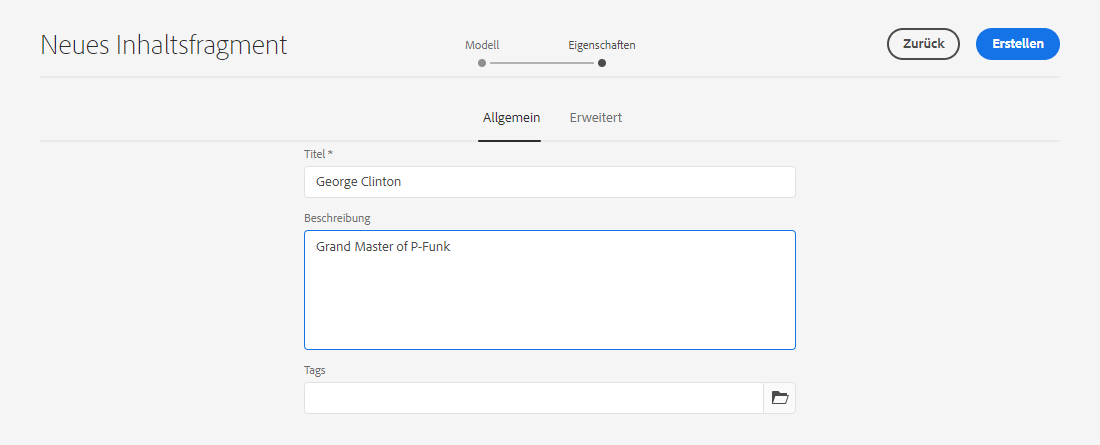 Neues Inhaltsfragment
Modell
Eigenschaften
Zurück
Erstellen
Allgemein
Erweitert
Titel *
George Clinton
Beschreibung
Grand Master of P-Funk
Tags